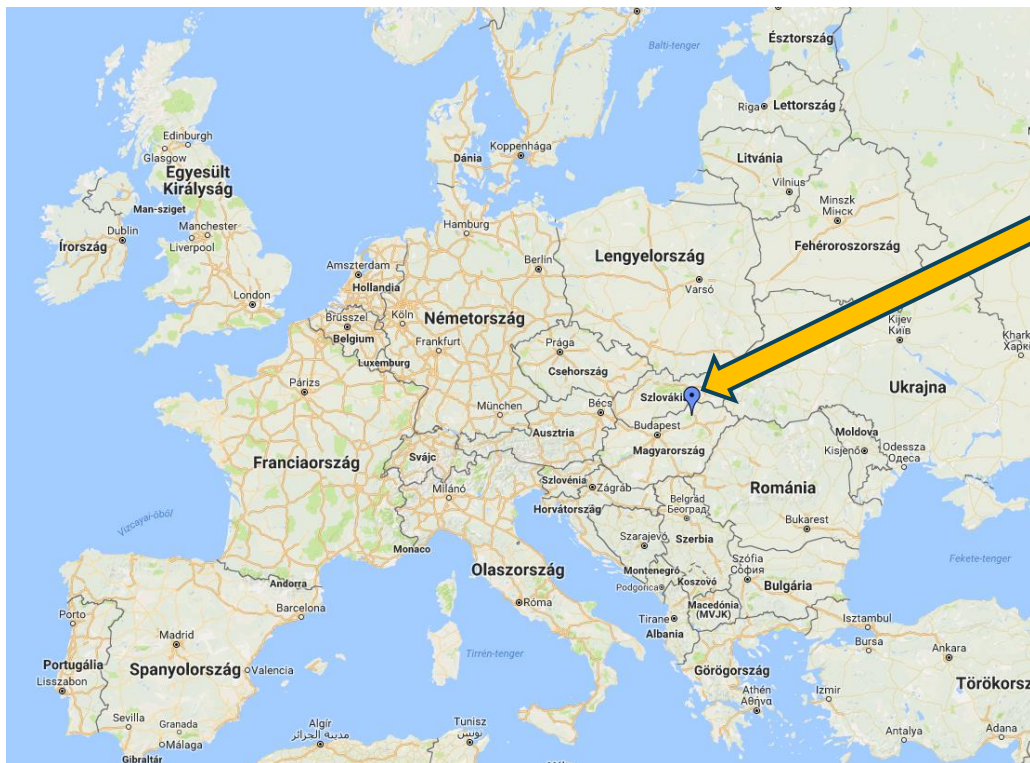 Észtország
Balti-tenger
Riga
Lettország
Edinburgh
Glasgow
Koppenhága
Dánia
Litvánia
Vilnius
Egyesült
Királyság
Man-sziget
Minszk
Мінск
Dublin
Manchester
Írország
Liverpool
Hamburg
Fehéroroszország
Berlin
Lengyelország
Amszterdam
Hollandia
Varsó
London
Brüsszel
Köln
Németország
Kijev
Київ
Belgium
Frankfurt
Prága
Khark
Харкі
Luxemburg
Csehország
Párizs
Ukrajna
Szlovákia
München
Bécs
Budapest
Ausztria
Moldova
Magyarország
Kisjenő
Odessza
Одеса
Svájc
Franciaország
Szlovénia
Zágráb
Románia
Milánó
Horvátország
Belgrád
Београд
Vizcayai-öböl
Bukarest
Szarajevó
Szerbia
Monaco
Szófia
София
Fekete-tenger
Olaszország
Montenegró
Koszovó
Bulgária
Andorra
Podgorica
Róma
Macedónia
(MVJK)
Porto
Barcelona
Tirane
Isztambul
Albánia
Madrid
Bursa
Ankara
Tirrén-tenger
Portugália
Spanyolország
Valencia
Görögország
Lisszabon
Törökorsz
Athén
Αθήνα
Izmir
Sevilla
Granada
Algír
مدينة الجزائر
Tunisz
تونس
Málaga
Antalya
Adana
Gibraltár